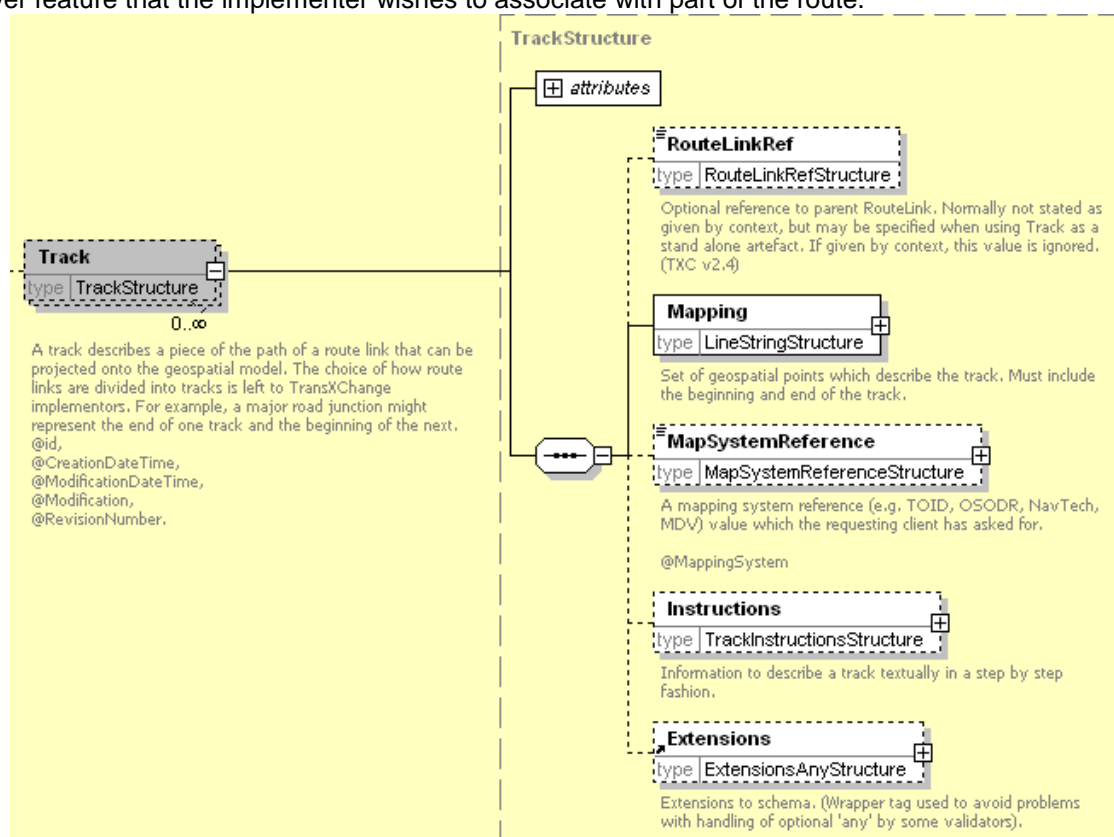 er feature that the implementer wishes to associate with part of the route.
TrackStructure
attributes
RouteLinkRef
type RouteLinkRefStructure
Optional reference to parent RouteLink. Normally not stated as
given by context, but may be specified when using Track as a
stand alone artefact. If given by context, this value is ignored.
(TXC v2.4)
Track
type TrackStructure
0..∞
A track describes a piece of the path of a route link that can be
projected onto the geospatial model. The choice of how route
links are divided into tracks is left to TransXChange
implementors. For example, a major road junction might
represent the end of one track and the beginning of the next.
@id,
@CreationDateTime,
@ModificationDateTime,
@Modification,
@RevisionNumber.
Mapping
type LineStringStructure
Set of geospatial points which describe the track. Must include
the beginning and end of the track.
MapSystemReference
type MapSystemReferenceStructure
A mapping system reference (e.g. TOID, OSODR, NavTech,
MDV) value which the requesting client has asked for.
@MappingSystem
Instructions
type TrackInstructionsStructure
Information to describe a track textually in a step by step
fashion.
Extensions
type ExtensionsAnyStructure
Extensions to schema. (Wrapper tag used to avoid problems
with handling of optional 'any' by some validators).